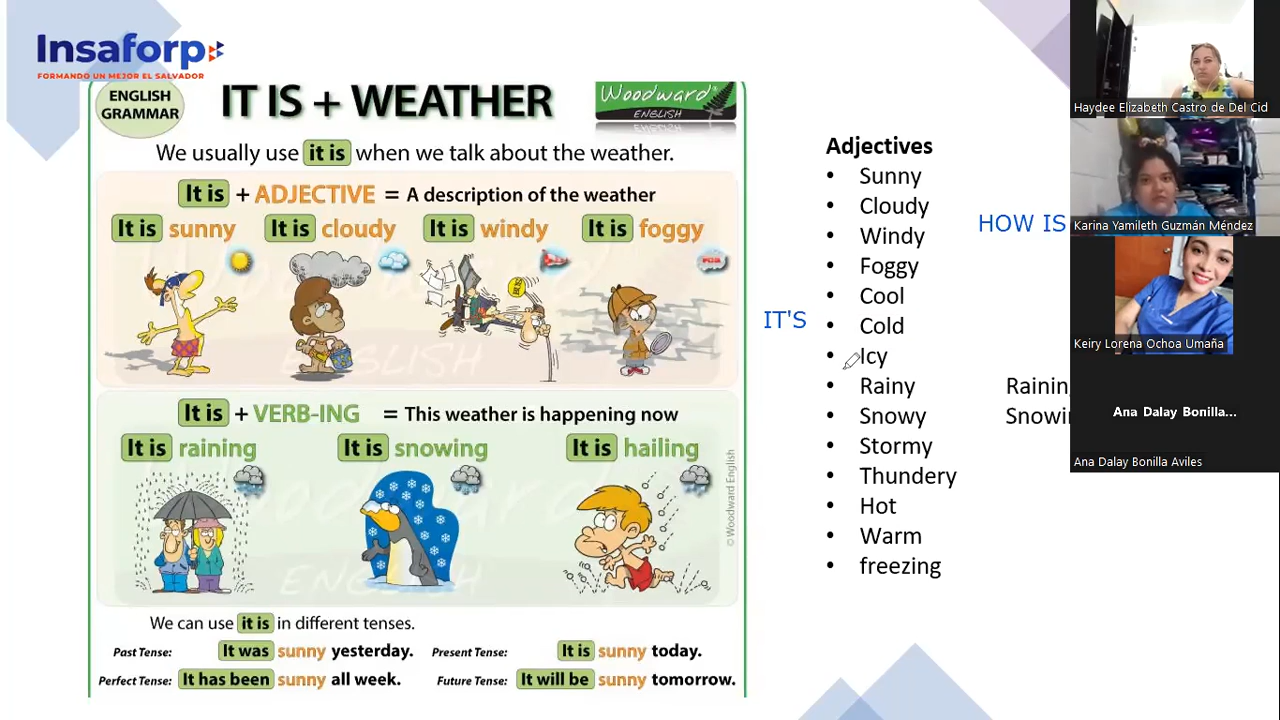 Insaforp
FORMANDO UN MEJOR EL SALVADOR
ENGLISH
GRAMMAR
IT IS + WEATHER
Woodward
ENGLISH
We usually use it is when we talk about the weather.
It is + ADJECTIVE = A description of the weather
It is sunny
It is cloudy
It is windy
It is foggy
It is + VERB-ING = This weather is happening now
It is raining
It is snowing
It is hailing
© Woodward English
We can use it is in different tenses.
Past Tense: It was sunny yesterday.
Present Tense: It is sunny today.
Perfect Tense: It has been sunny all week.
Future Tense: It will be sunny tomorrow.
IT'S
Adjectives
• Sunny
• Cloudy
• Windy
• Foggy
• Cool
• Cold
• Icy
• Rainy
• Snowy
• Stormy
• Thundery
• Hot
• Warm
• freezing
HOW IS
Rainin
Snowi
Haydee Elizabeth Castro de Del Cid
Karina Yamileth Guzmán Méndez
Keiry Lorena Ochoa Umaña
Ana Dalay Bonilla...
Ana Dalay Bonilla Aviles